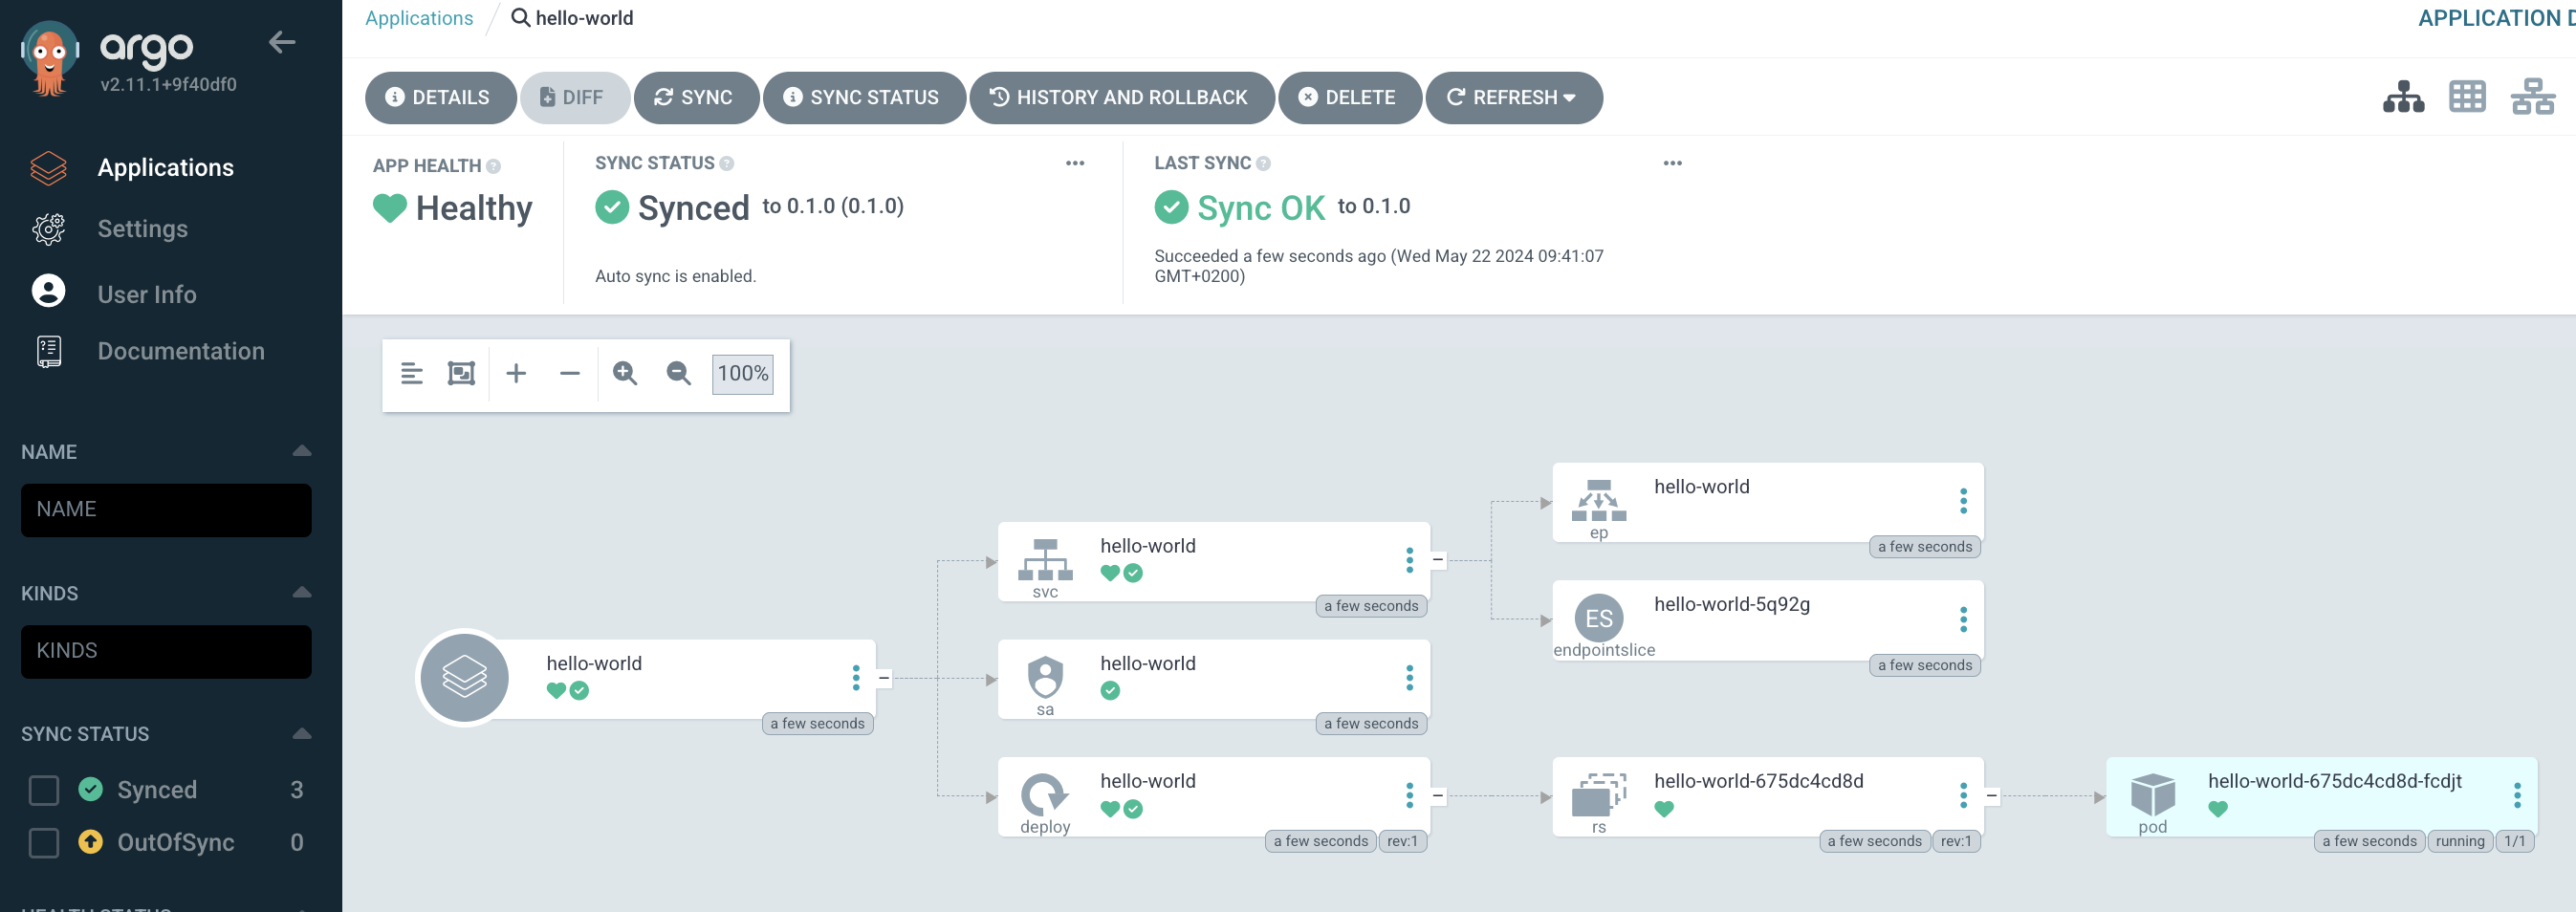 argo
v2.11.1+9f40df0
Applications
Settings
User Info
Documentation
NAME
NAME
KINDS
KINDS
SYNC STATUS
Synced 3
OutOfSync 0
Applications / hello-world
APPLICATION D
DETAILS DIFF SYNC SYNC STATUS HISTORY AND ROLLBACK DELETE REFRESH
APP HEALTH
Healthy
SYNC STATUS
Synced to 0.1.0 (0.1.0)
Auto sync is enabled.
LAST SYNC
Sync OK to 0.1.0
Succeeded a few seconds ago (Wed May 22 2024 09:41:07
GMT+0200)
100%
hello-world
a few seconds
hello-world
svc
a few seconds
hello-world
sa
a few seconds
hello-world
deploy
a few seconds rev:1
hello-world
ep
a few seconds
ES
hello-world-5q92g
endpointslice
a few seconds
hello-world-675dc4cd8d
rs
a few seconds rev:1
hello-world-675dc4cd8d-fcdjt
pod
a few seconds running 1/1